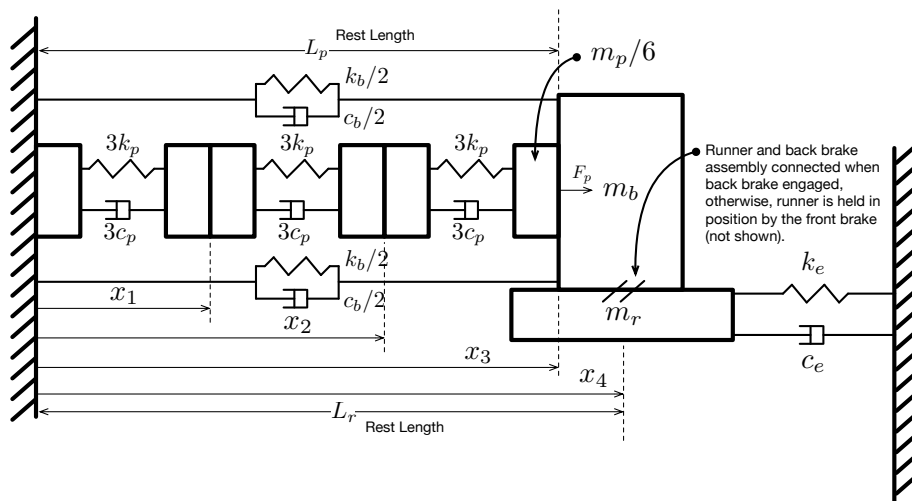 Rest Length
L_p
m_p/6
k_b/2
c_b/2
3k_p
3k_p
3k_p
F_p
m_b
Runner and back brake
assembly connected when
back brake engaged,
otherwise, runner is held in
position by the front brake
(not shown).
3c_p
3c_p
3c_p
k_b/2
c_b/2
k_e
x_1
x_2
m_r
x_3
c_e
x_4
L_r
Rest Length